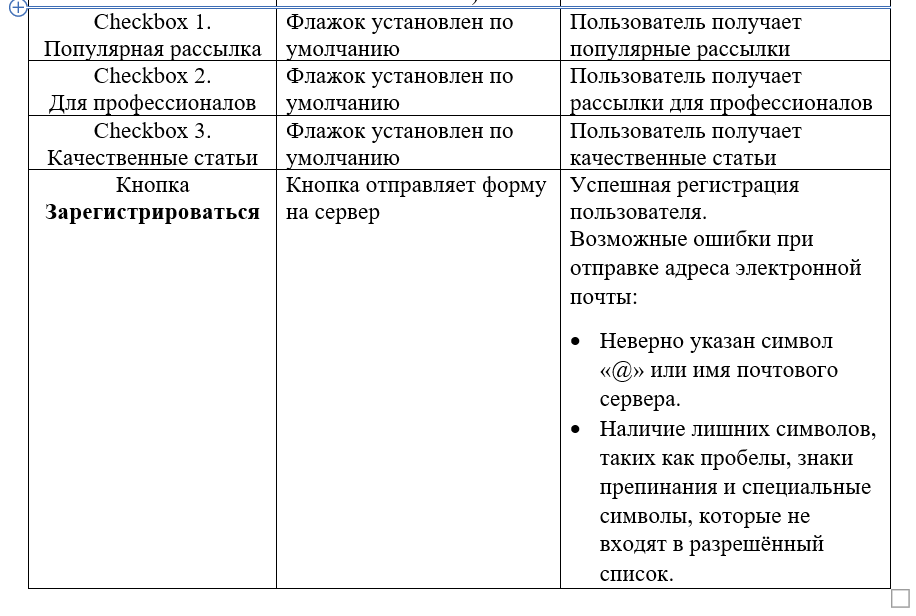 Checkbox 1.
Популярная рассылка
Флажок установлен по
умолчанию
Пользователь получает
популярные рассылки
Checkbox 2.
Для профессионалов
Флажок установлен по
умолчанию
Пользователь получает
рассылки для профессионалов
Checkbox 3.
Качественные статьи
Флажок установлен по
умолчанию
Пользователь получает
качественные статьи
Кнопка
Зарегистрироваться
Кнопка отправляет форму
на сервер
Успешная регистрация
пользователя.
Возможные ошибки при
отправке адреса электронной
почты:
• Неверно указан символ
«@» или имя почтового
сервера.
• Наличие лишних символов,
таких как пробелы, знаки
препинания и специальные
символы, которые не
входят в разрешённый
список.